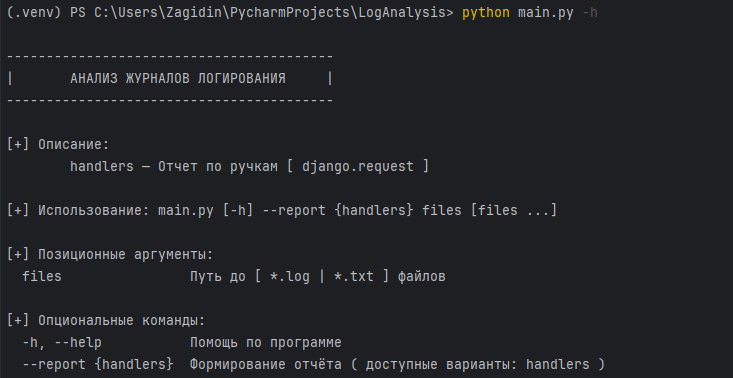 (.venv) PS C:\Users\Zagidin\PycharmProjects\LogAnalysis> python main.py -h
-----------------------------------------
|       АНАЛИЗ ЖУРНАЛОВ ЛОГИРОВАНИЯ     |
-----------------------------------------
[+] Описание:
        handlers — Отчет по ручкам [ django.request ]
[+] Использование: main.py [-h] --report {handlers} files [files ...]
[+] Позиционные аргументы:
  files                Путь до [ *.log | *.txt ] файлов
[+] Опциональные команды:
  -h, --help           Помощь по программе
  --report {handlers}  Формирование отчёта ( доступные варианты: handlers )